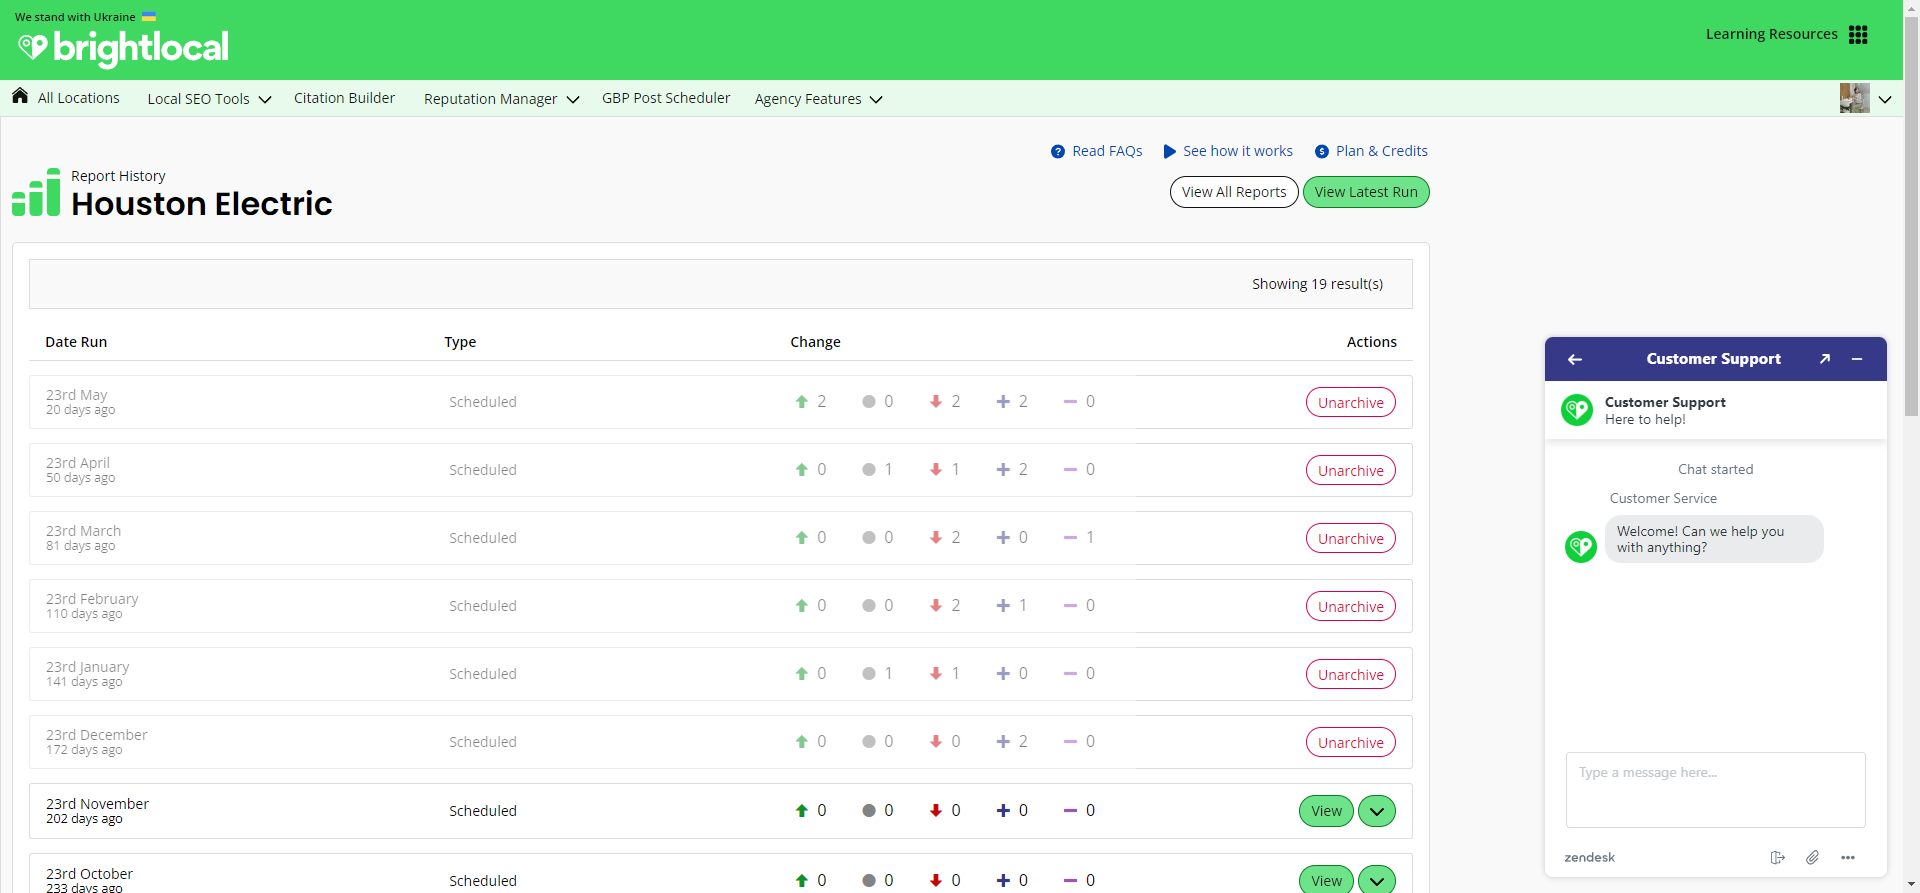 We stand with Ukraine
brightlocal
Learning Resources
All Locations
Local SEO Tools
Citation Builder
Reputation Manager
GBP Post Scheduler
Agency Features
Read FAQs
See how it works
Plan & Credits
Report History
Houston Electric
View All Reports
View Latest Run
Showing 19 result(s)
Date Run Type Change Actions
23rd May
20 days ago
Scheduled 2 0 2 2 0 Unarchive
23rd April
50 days ago
Scheduled 0 1 1 2 0 Unarchive
23rd March
81 days ago
Scheduled 0 0 2 0 1 Unarchive
23rd February
110 days ago
Scheduled 0 0 2 1 0 Unarchive
23rd January
141 days ago
Scheduled 0 1 1 0 0 Unarchive
23rd December
172 days ago
Scheduled 0 0 0 2 0 Unarchive
23rd November
202 days ago
Scheduled 0 0 0 0 0 View
23rd October
233 days ago
Scheduled 0 0 0 0 0 View
Customer Support
Customer Support
Here to help!
Chat started
Customer Service
Welcome! Can we help you
with anything?
Type a message here...
zendesk